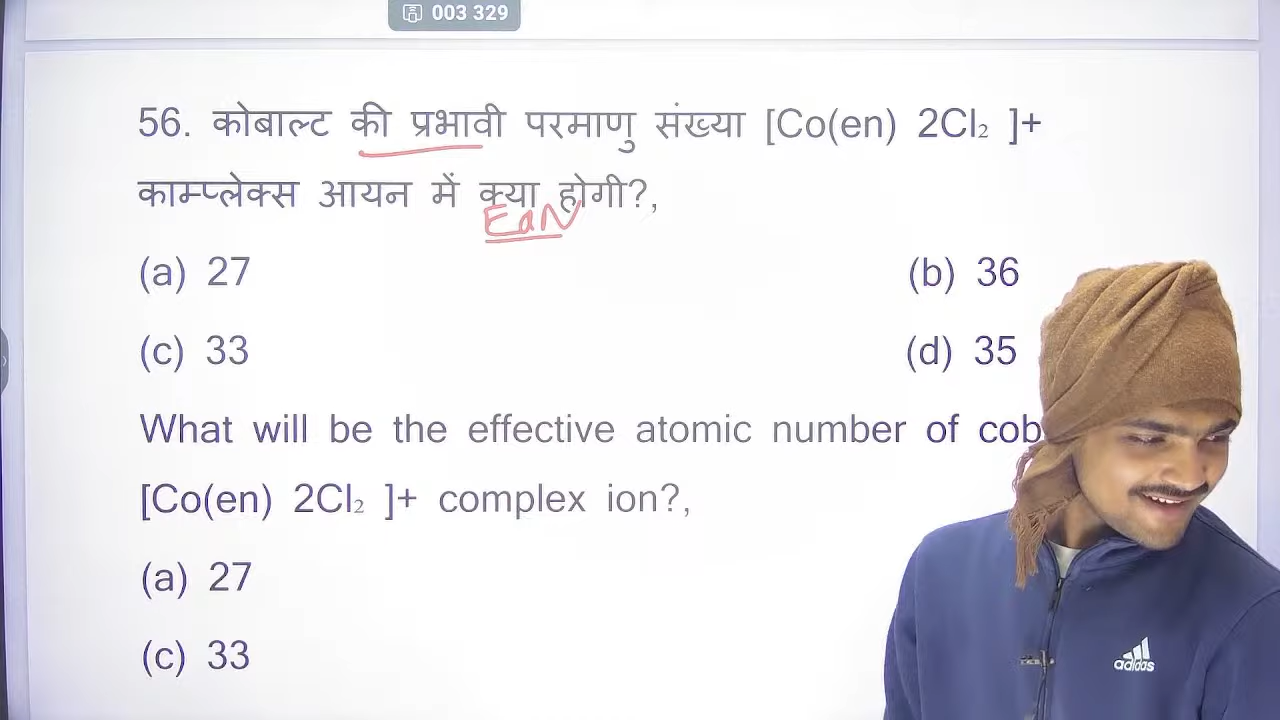 003 329
56. कोबाल्ट की प्रभावी परमाणु संख्या [Co(en) 2Cl₂ ]+
काम्प्लेक्स आयन में क्या होगी?,
EaN
(a) 27 (b) 36
(c) 33 (d) 35
What will be the effective atomic number of cob
[Co(en) 2Cl₂ ]+ complex ion?,
(a) 27
(c) 33
adidas